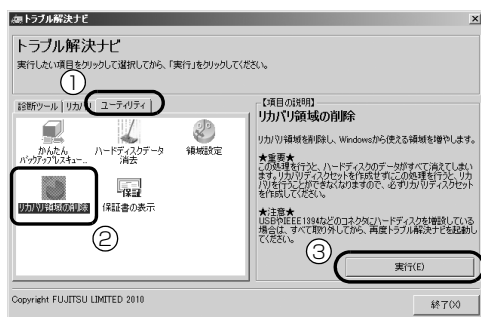 トラブル解決ナビ
トラブル解決ナビ
実行したい項目をクリックして選択してから、「実行」をクリックしてください。
①
診断ツール リカバリ ユーティリティ
かんたん
バックアップレスキュー...
ハードディスクデータ
消去
領域設定
リカバリ領域の削除
保証
保証書の表示
②
【項目の説明】
リカバリ領域の削除
リカバリ領域を削除し、Windowsから使える領域を増やします。
★重要★
この処理を行うと、ハードディスクのデータがすべて消えてしまい
ます。リカバリディスクセットを作成せずにこの処理を行うと、リカ
バリを行うことができなくなりますので、必ずリカバリディスクセット
を作成してください。
★注意★
USBやIEEE1394などのコネクタにハードディスクを増設している
場合は、すべて取り外してから、再度トラブル解決ナビを起動し
てください。
③
実行(E)
Copyright FUJITSU LIMITED 2010
終了(X)